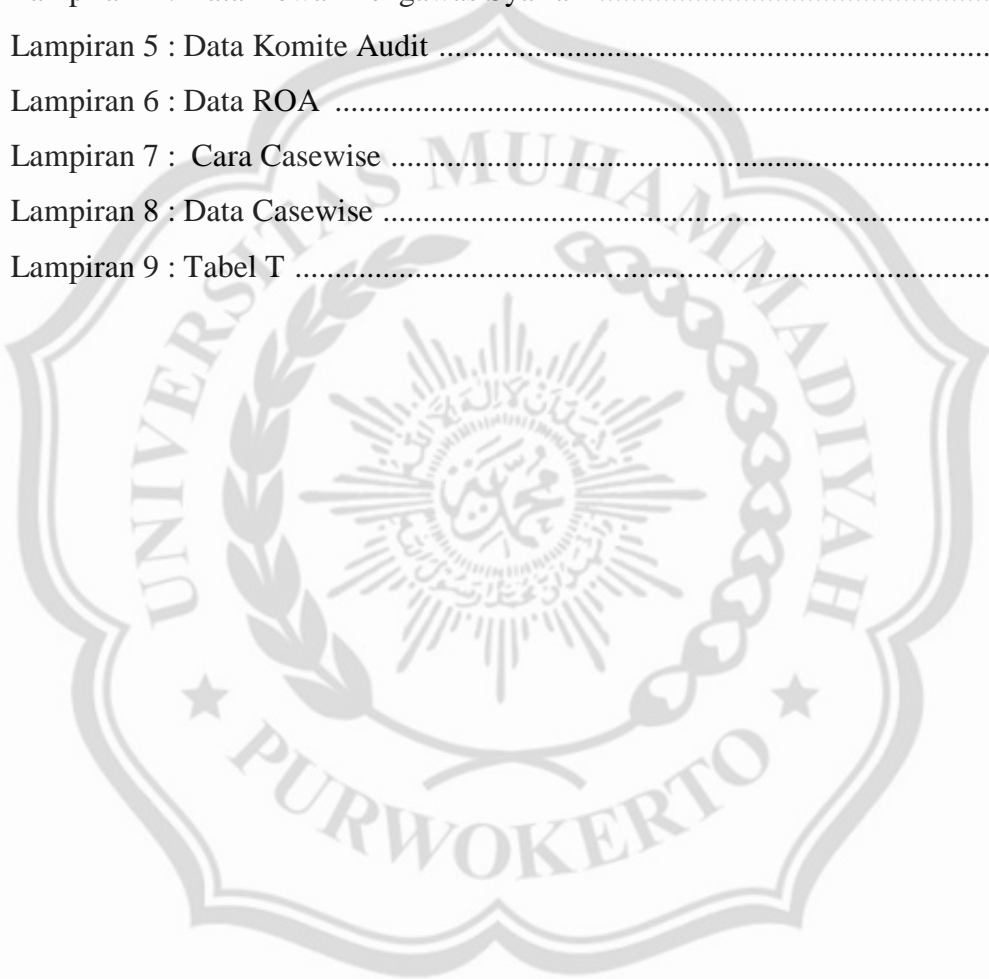 Lampiran 5 : Data Komite Audit ..............................................................................
Lampiran 6 : Data ROA ..............................................................................
Lampiran 7 :  Cara Casewise ..............................................................................
Lampiran 8 : Data Casewise ..............................................................................
Lampiran 9 : Tabel T ..............................................................................
UNIVERSITAS MUHAMMADIYAH
PURWOKERTO